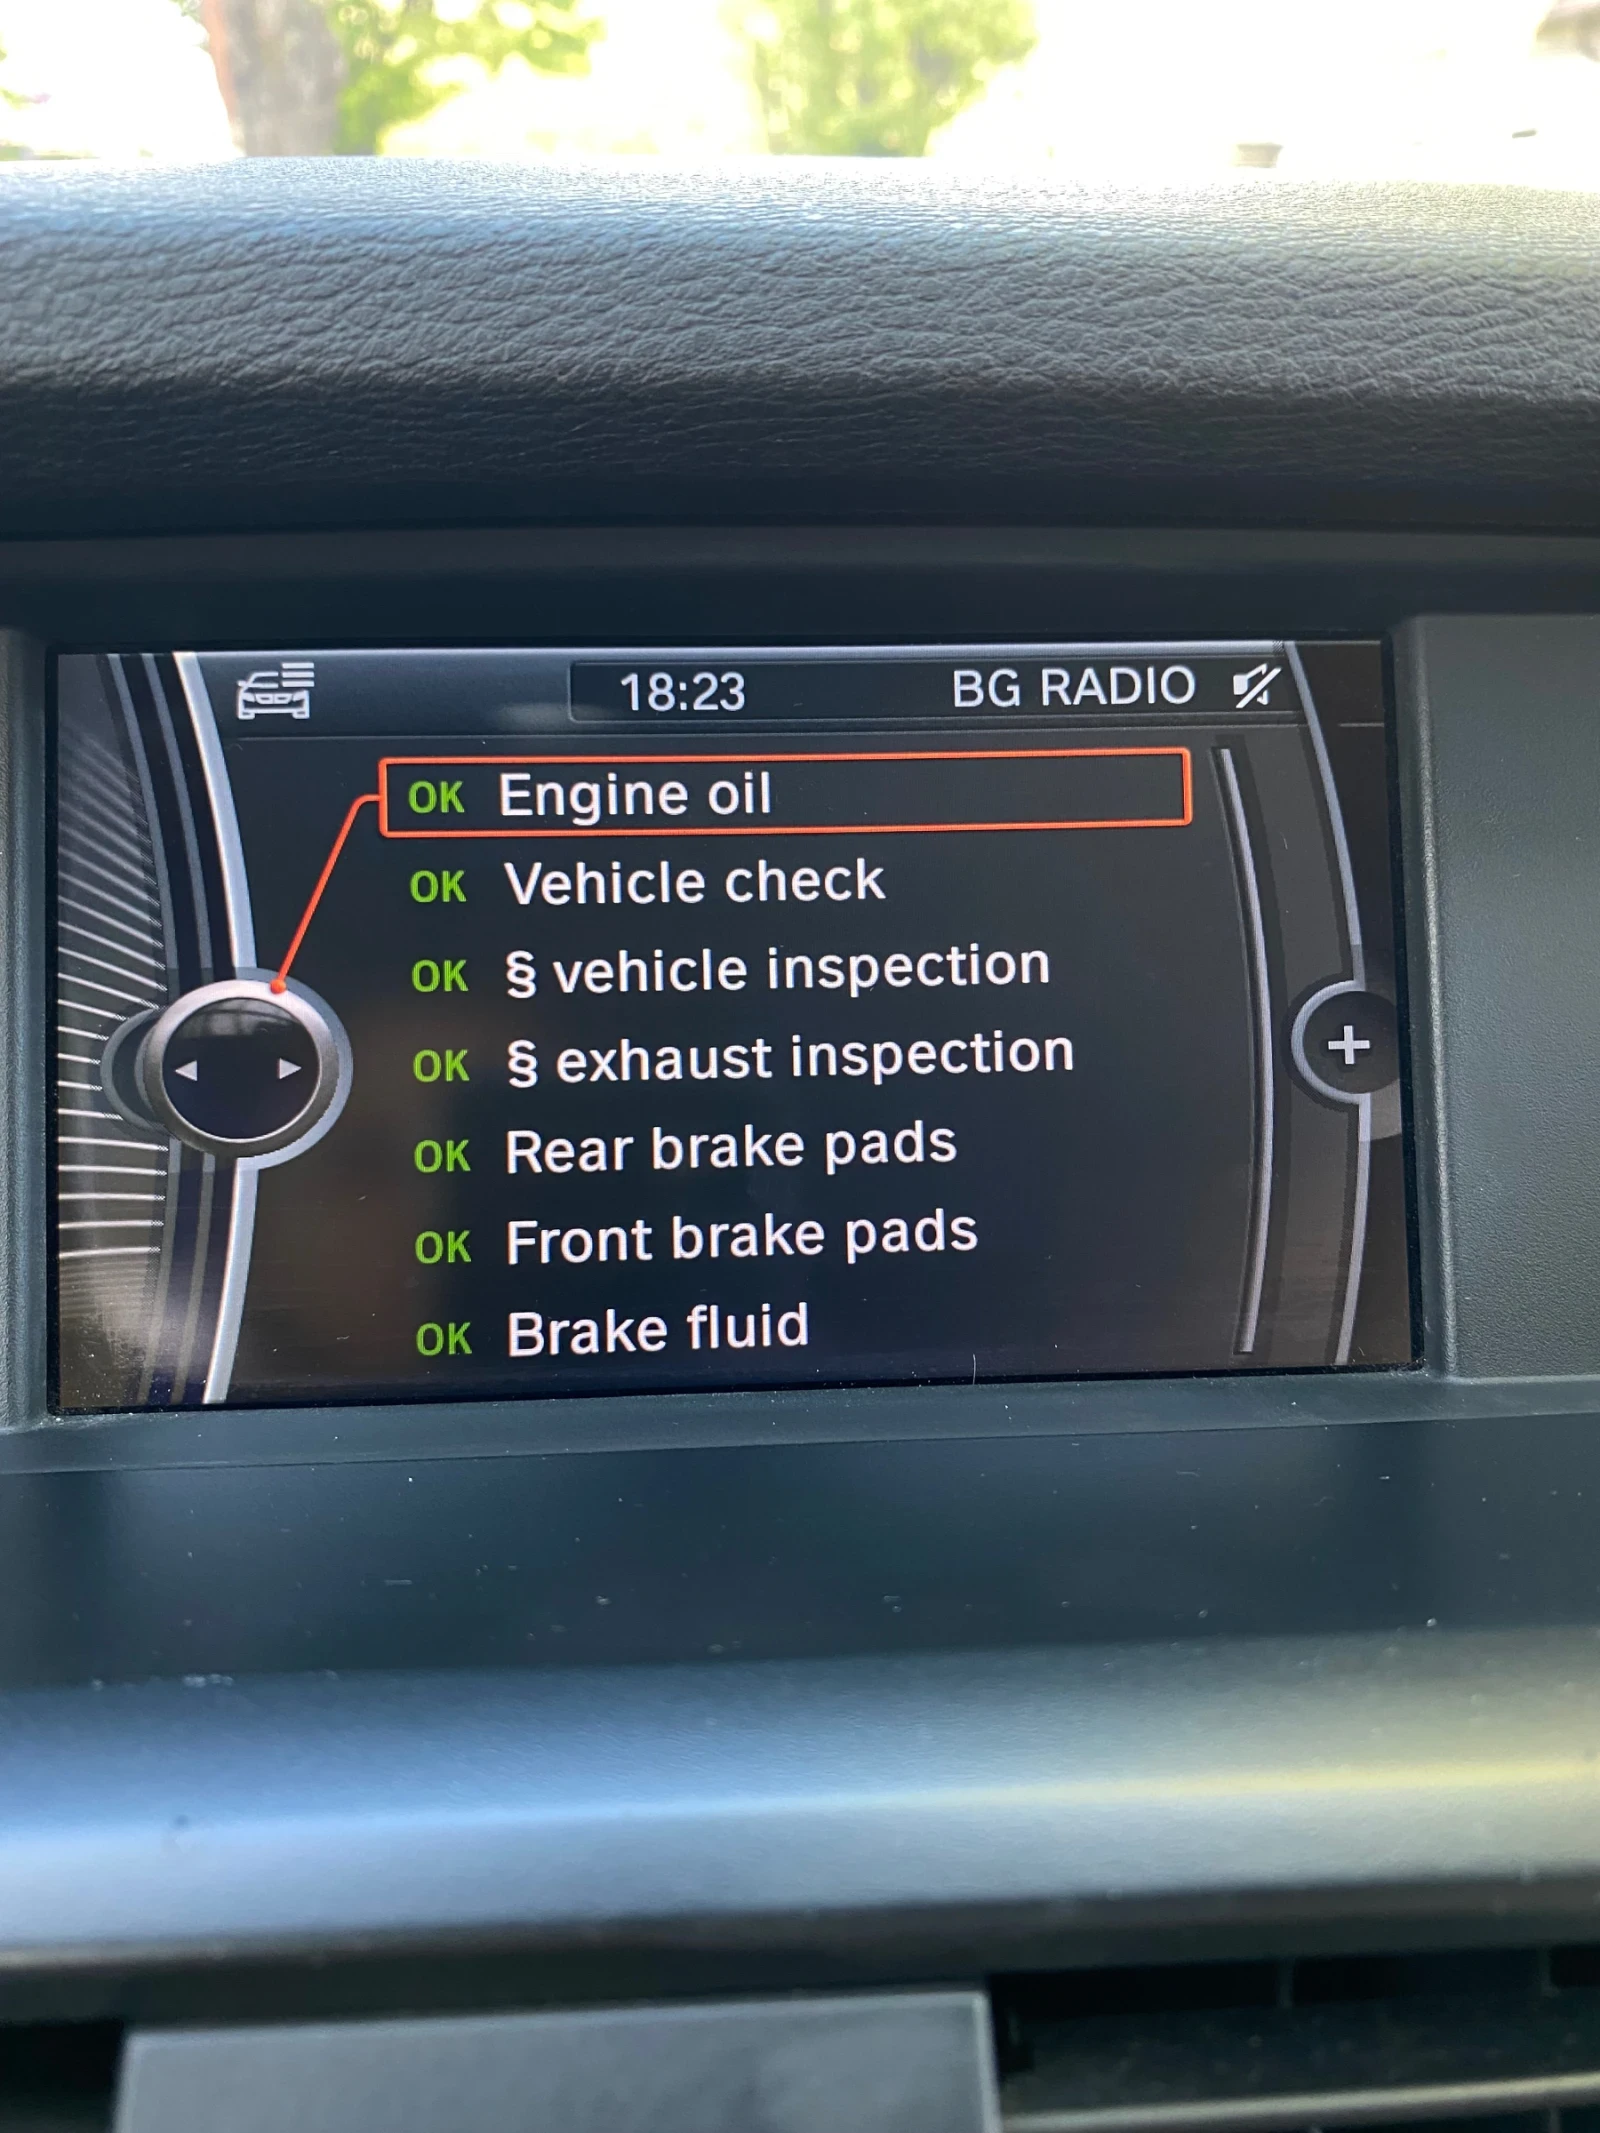 18:23 BG RADIO
OK Engine oil
OK Vehicle check
OK § vehicle inspection
OK § exhaust inspection
OK Rear brake pads
OK Front brake pads
OK Brake fluid